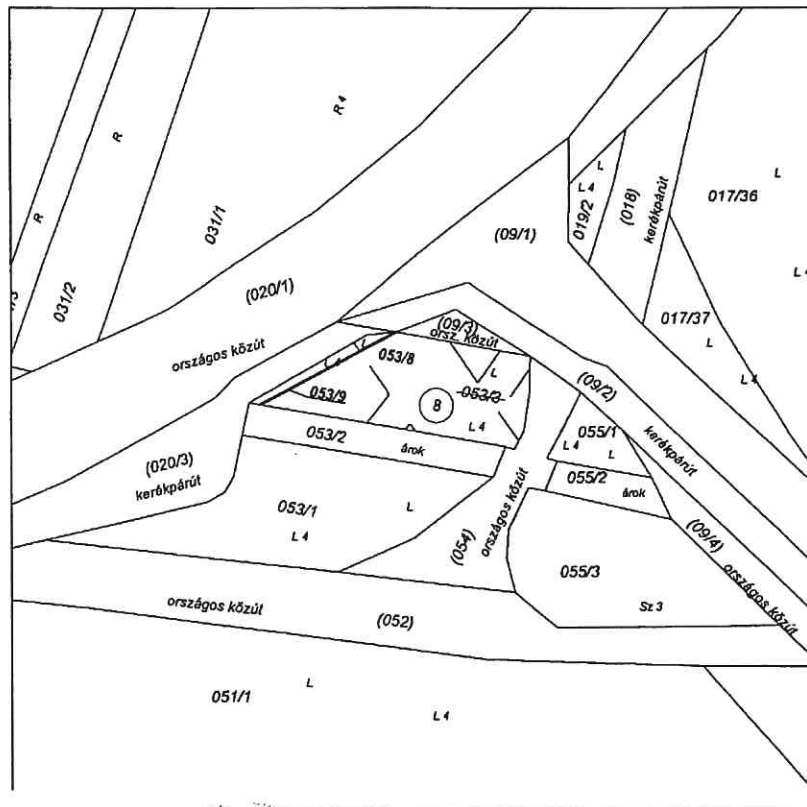 R 4
R
L
L
L 4
019/2
(018)
kerékpárút
017/36
R
031/1
(09/1)
L 4
031/2
(020/1)
017/37
(09/3)
orsz. közút
L
országos közút
053/8
L
L 4
L
(09/2)
L 4
053/9
053/3
8
L 4
055/1
053/2
árok
L 4
L
kerékpárút
(020/3)
kerékpárút
055/2
árok
053/1
L
országos közút
(09/4)
L 4
(054)
055/3
országos közút
országos közút
Sz 3
(052)
051/1
L
L 4